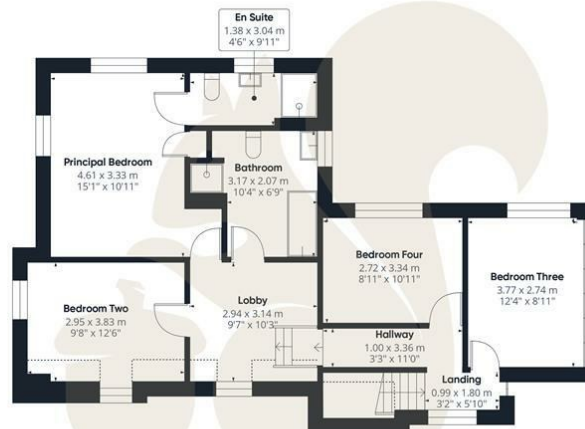 En Suite
1.38 x 3.04 m
4'6" x 9'11"
Principal Bedroom
4.61 x 3.33 m
15'1" x 10'11"
Bathroom
3.17 x 2.07 m
10'4" x 6'9"
Bedroom Four
2.72 x 3.34 m
8'11" x 10'11"
Bedroom Three
3.77 x 2.74 m
12'4" x 8'11"
Bedroom Two
2.95 x 3.83 m
9'8" x 12'6"
Lobby
2.94 x 3.14 m
9'7" x 10'3"
Hallway
1.00 x 3.36 m
3'3" x 11'0"
Landing
0.99 x 1.80 m
3'2" x 5'10"